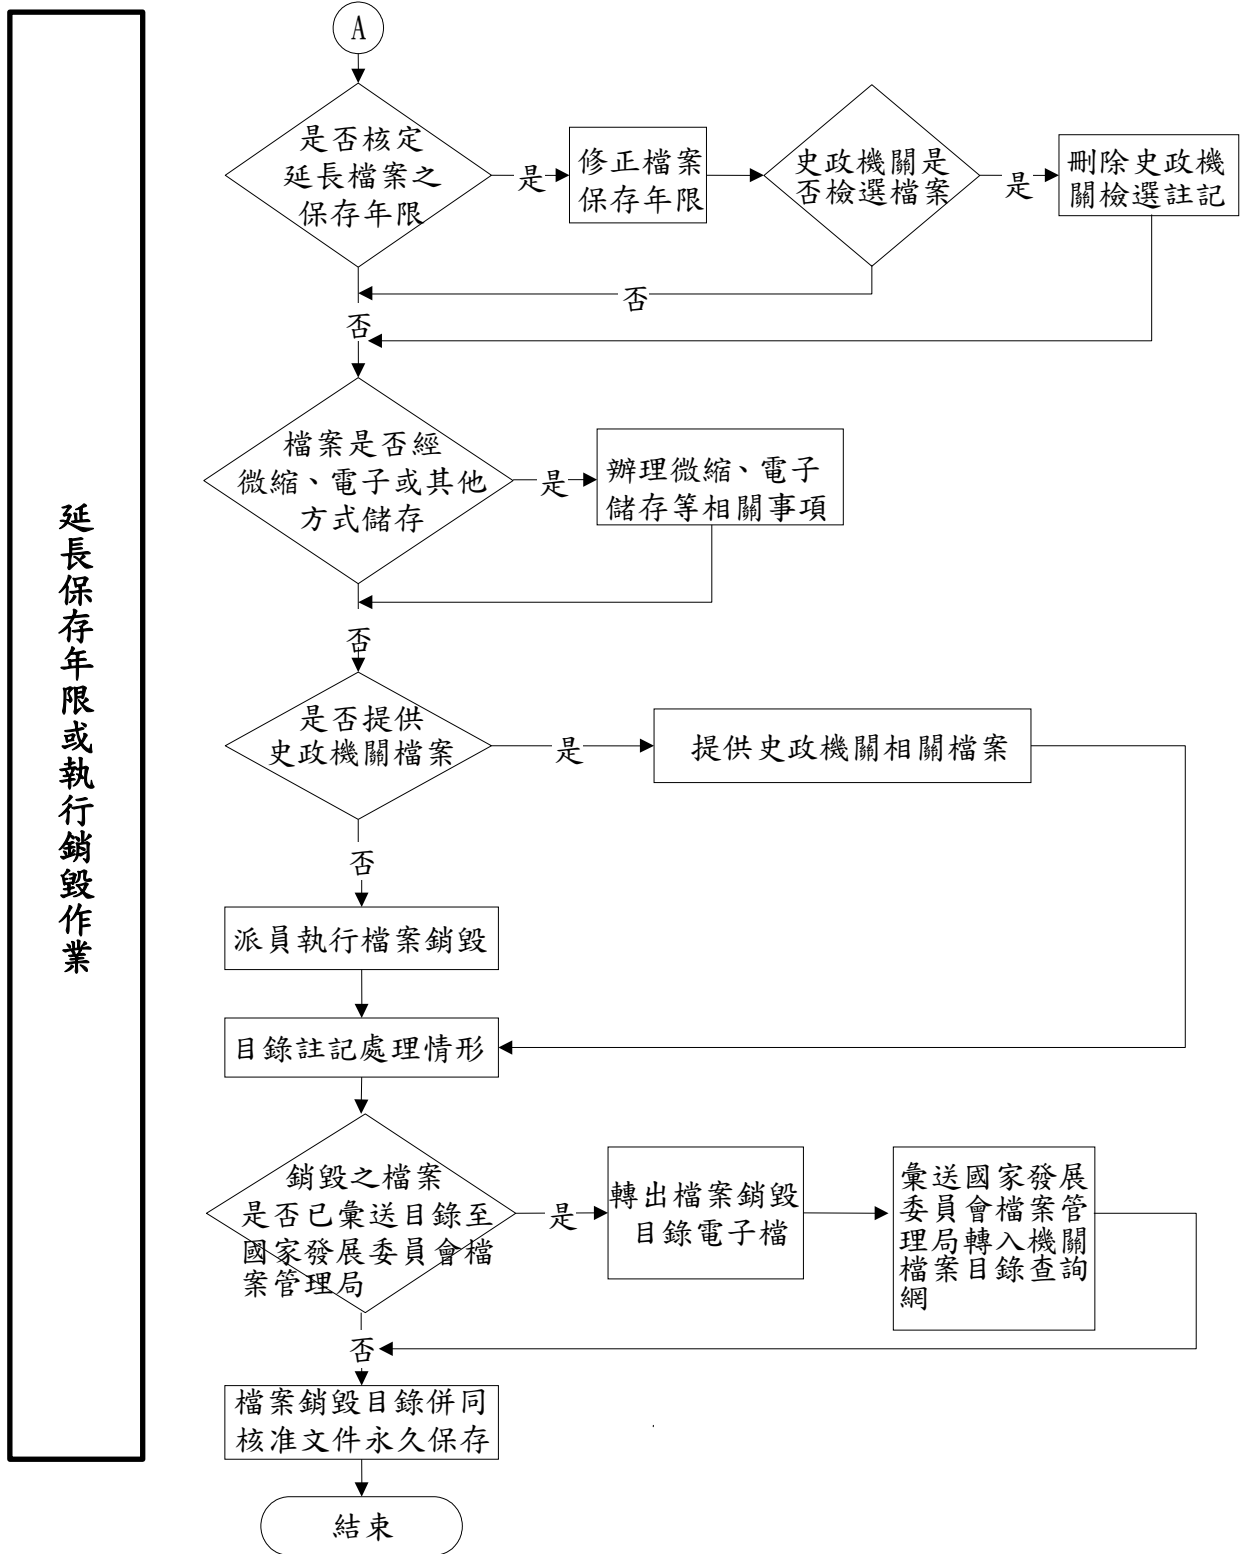 延長保存年限或執行銷毀作業
A
是否核定
延長檔案之
保存年限
是
修正檔案
保存年限
史政機關是
否檢選檔案
是
刪除史政機
關檢選註記
否
否
檔案是否經
微縮、電子或其他
方式儲存
是
辦理微縮、電子
儲存等相關事項
否
是否提供
史政機關檔案
是
提供史政機關相關檔案
否
派員執行檔案銷毀
目錄註記處理情形
銷毀之檔案
是否已彙送目錄至
國家發展委員會檔
案管理局
是
轉出檔案銷毀
目錄電子檔
彙送國家發展
委員會檔案管
理局轉入機關
檔案目錄查詢
網
否
檔案銷毀目錄併同
核准文件永久保存
結束